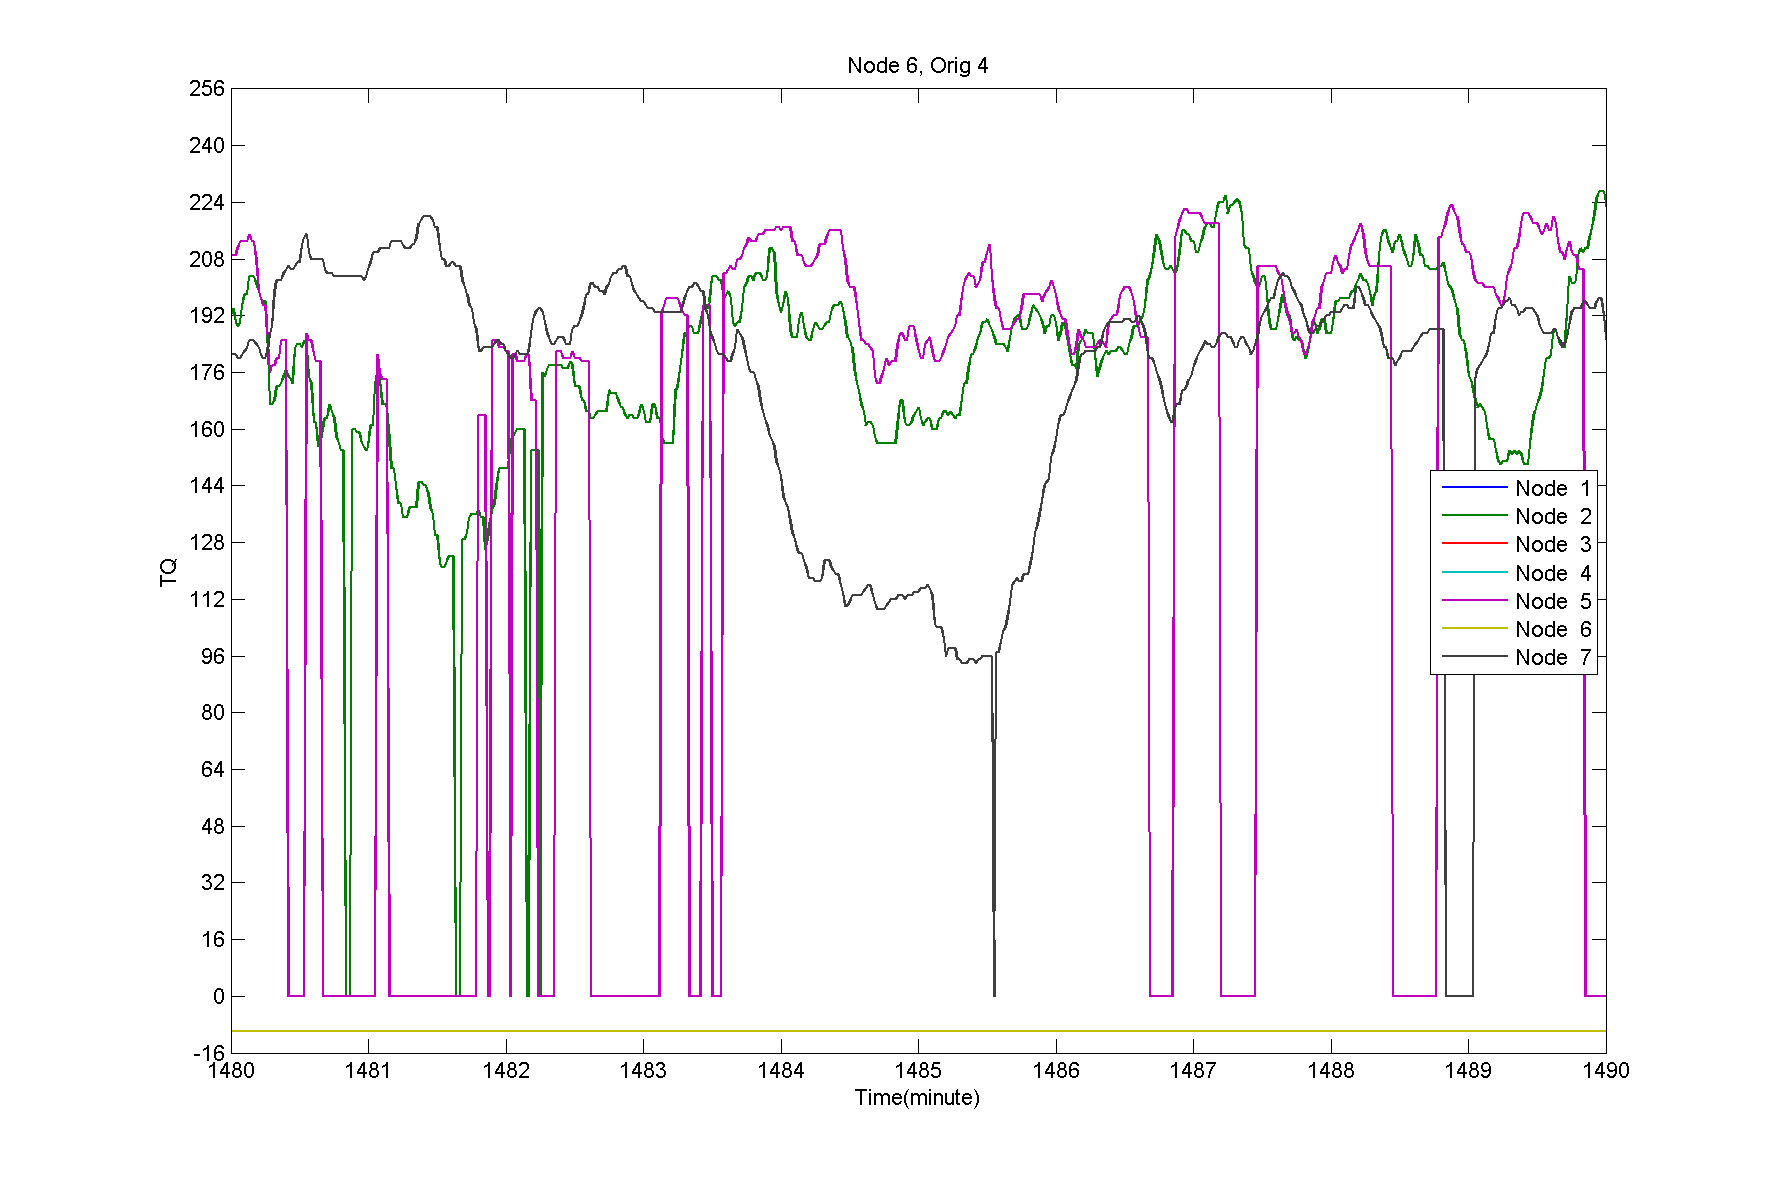 Node 6, Orig 4
256
240
224
208
192
176
160
144
128
112
96
80
64
48
32
16
0
-16
TQ
Node 1
Node 2
Node 3
Node 4
Node 5
Node 6
Node 7
1480 1481 1482 1483 1484 1485 1486 1487 1488 1489 1490
Time(minute)